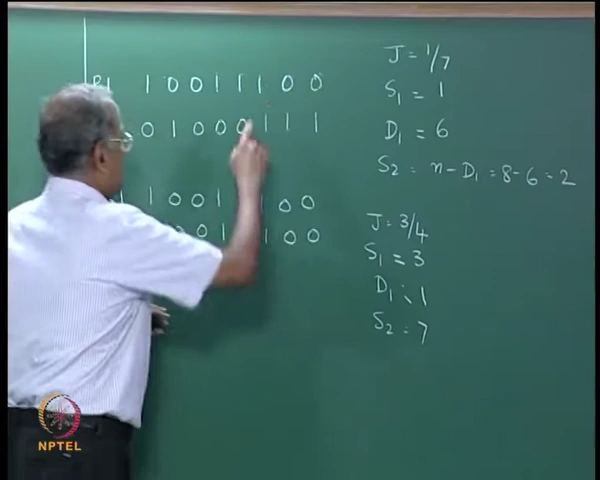 1 0 0 1 1 1 0 0
0 1 0 0 0 1 1 1
1 0 0 1 1 0 0
0 1 1 0 0
J = 1/7
S1 = 1
D1 = 6
S2 = n - D1 = 8 - 6 = 2
J = 3/4
S1 = 3
D1 = 1
S2 = 7
NPTEL